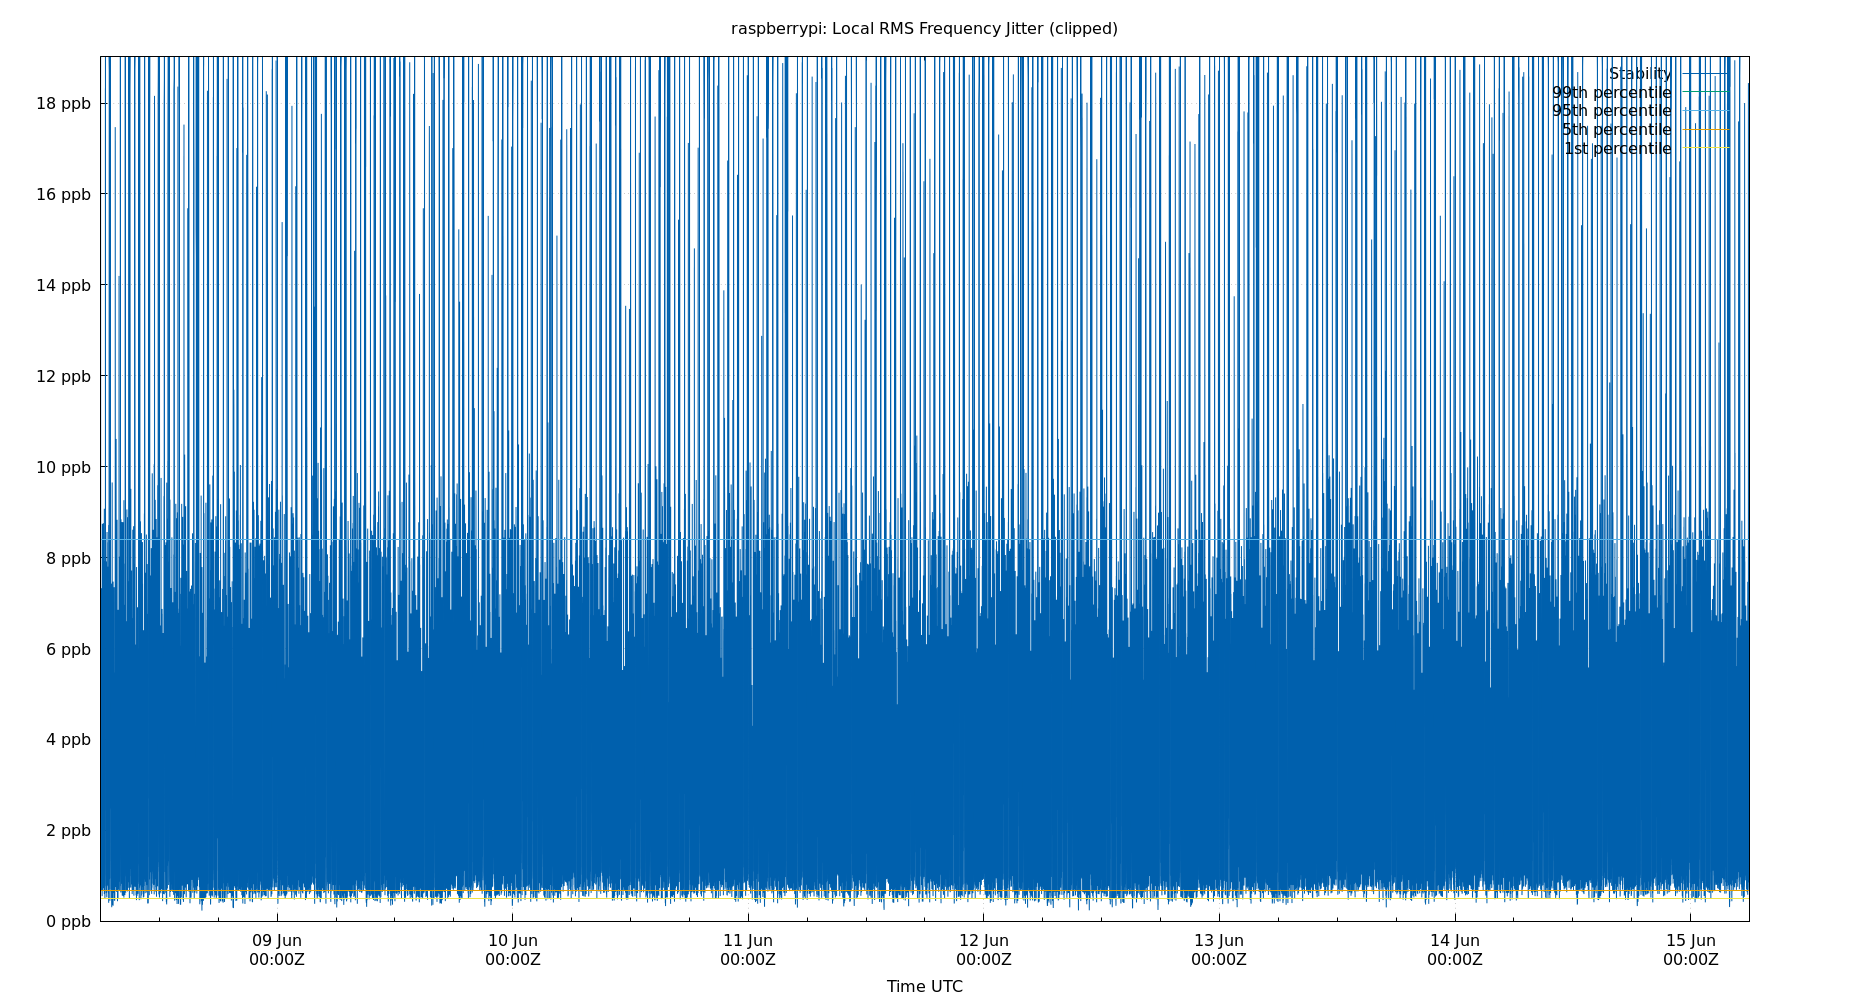 raspberrypi: Local RMS Frequency Jitter (clipped)
Stability
99th percentile
95th percentile
5th percentile
1st percentile
18 ppb
16 ppb
14 ppb
12 ppb
10 ppb
8 ppb
6 ppb
4 ppb
2 ppb
0 ppb
09 Jun 10 Jun 11 Jun 12 Jun 13 Jun 14 Jun 15 Jun
00:00Z 00:00Z 00:00Z 00:00Z 00:00Z 00:00Z 00:00Z
Time UTC